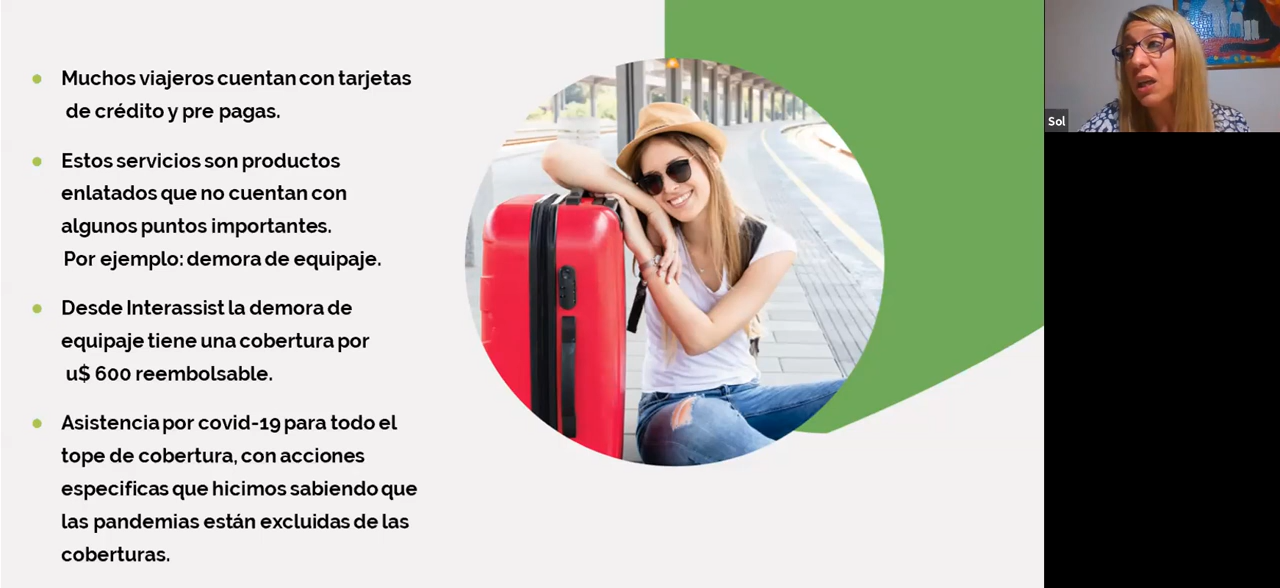 Muchos viajeros cuentan con tarjetas
de crédito y pre pagas.
Estos servicios son productos
enlatados que no cuentan con
algunos puntos importantes.
Por ejemplo: demora de equipaje.
Desde Interassist la demora de
equipaje tiene una cobertura por
u$ 600 reembolsable.
Asistencia por covid-19 para todo el
tope de cobertura, con acciones
especificas que hicimos sabiendo que
las pandemias están excluidas de las
coberturas.
Sol